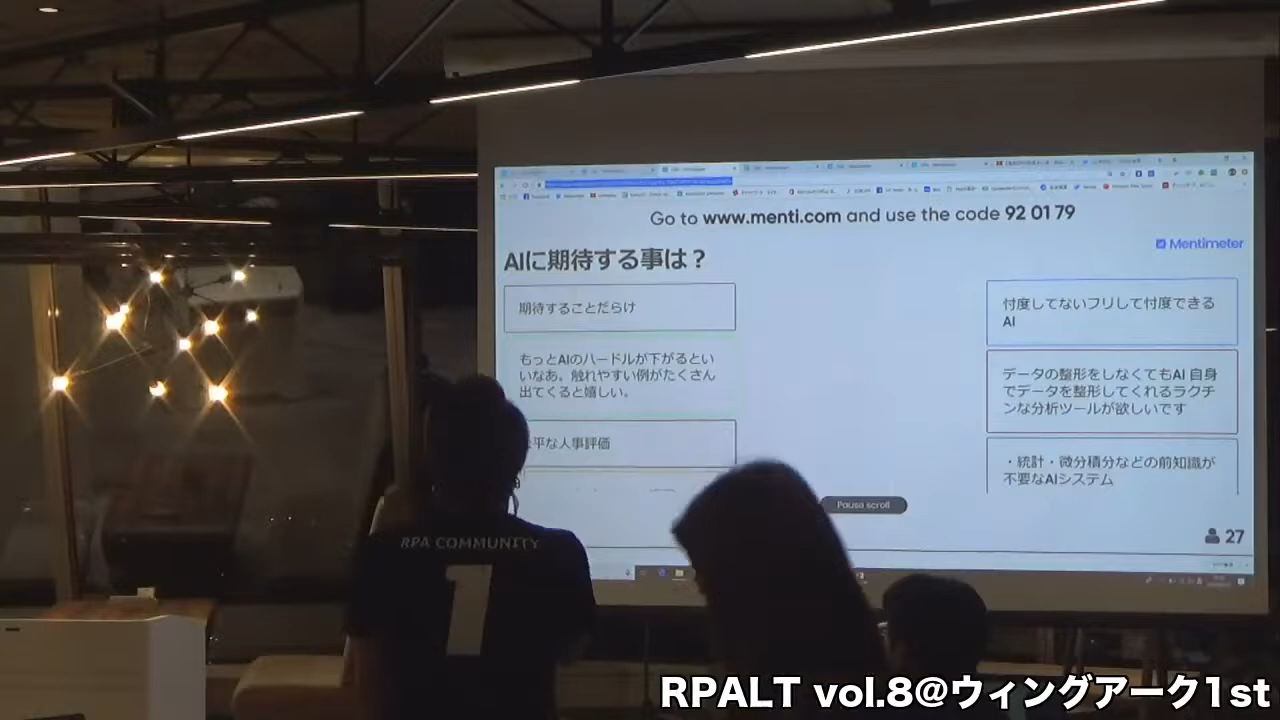 Go to www.menti.com and use the code 92 01 79
Mentimeter
AIに期待する事は？
期待することだらけ
もっとAIのハードルが下がるとい
いなあ。触れやすい例がたくさん
出てくると嬉しい。
平な人事評価
忖度してないフリして忖度できる
AI
データの整形をしなくてもAI 自身
でデータを整形してくれるラクチ
ンな分析ツールが欲しいです
・統計・微分積分などの前知識が
不要なAIシステム
Pause scroll
27
RPA COMMUNITY
1
RPALT vol.8@ウィングアーク1st